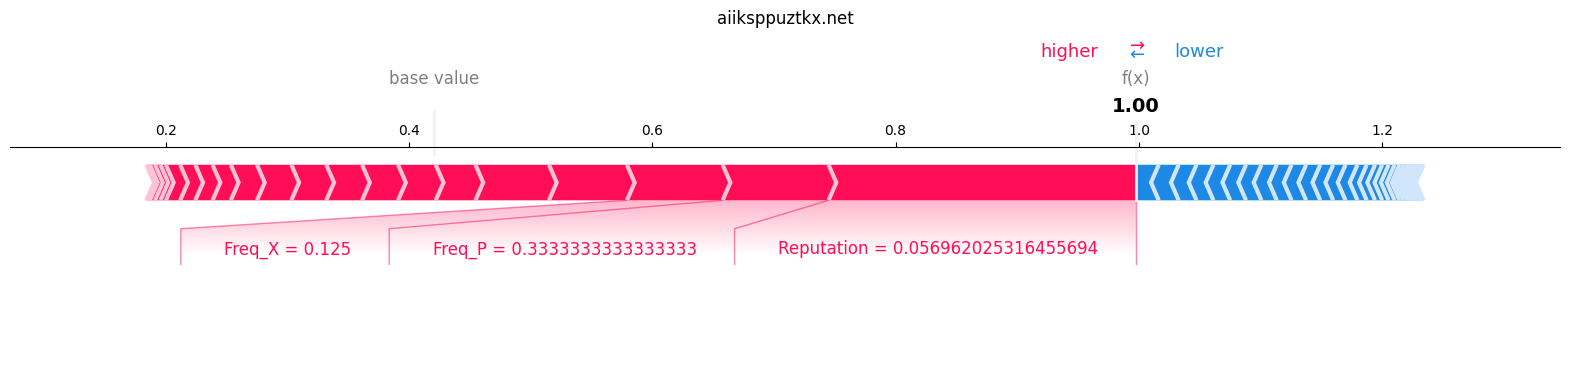 aiiksppuztkx.net
higher → ← lower
base value f(x)
1.00
0.2 0.4 0.6 0.8 1.0 1.2
Freq_X = 0.125 Freq_P = 0.3333333333333333 Reputation = 0.056962025316455694